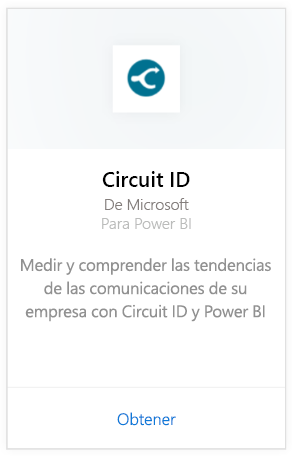 Circuit ID
De Microsoft
Para Power BI
Medir y comprender las tendencias
de las comunicaciones de su
empresa con Circuit ID y Power BI
Obtener